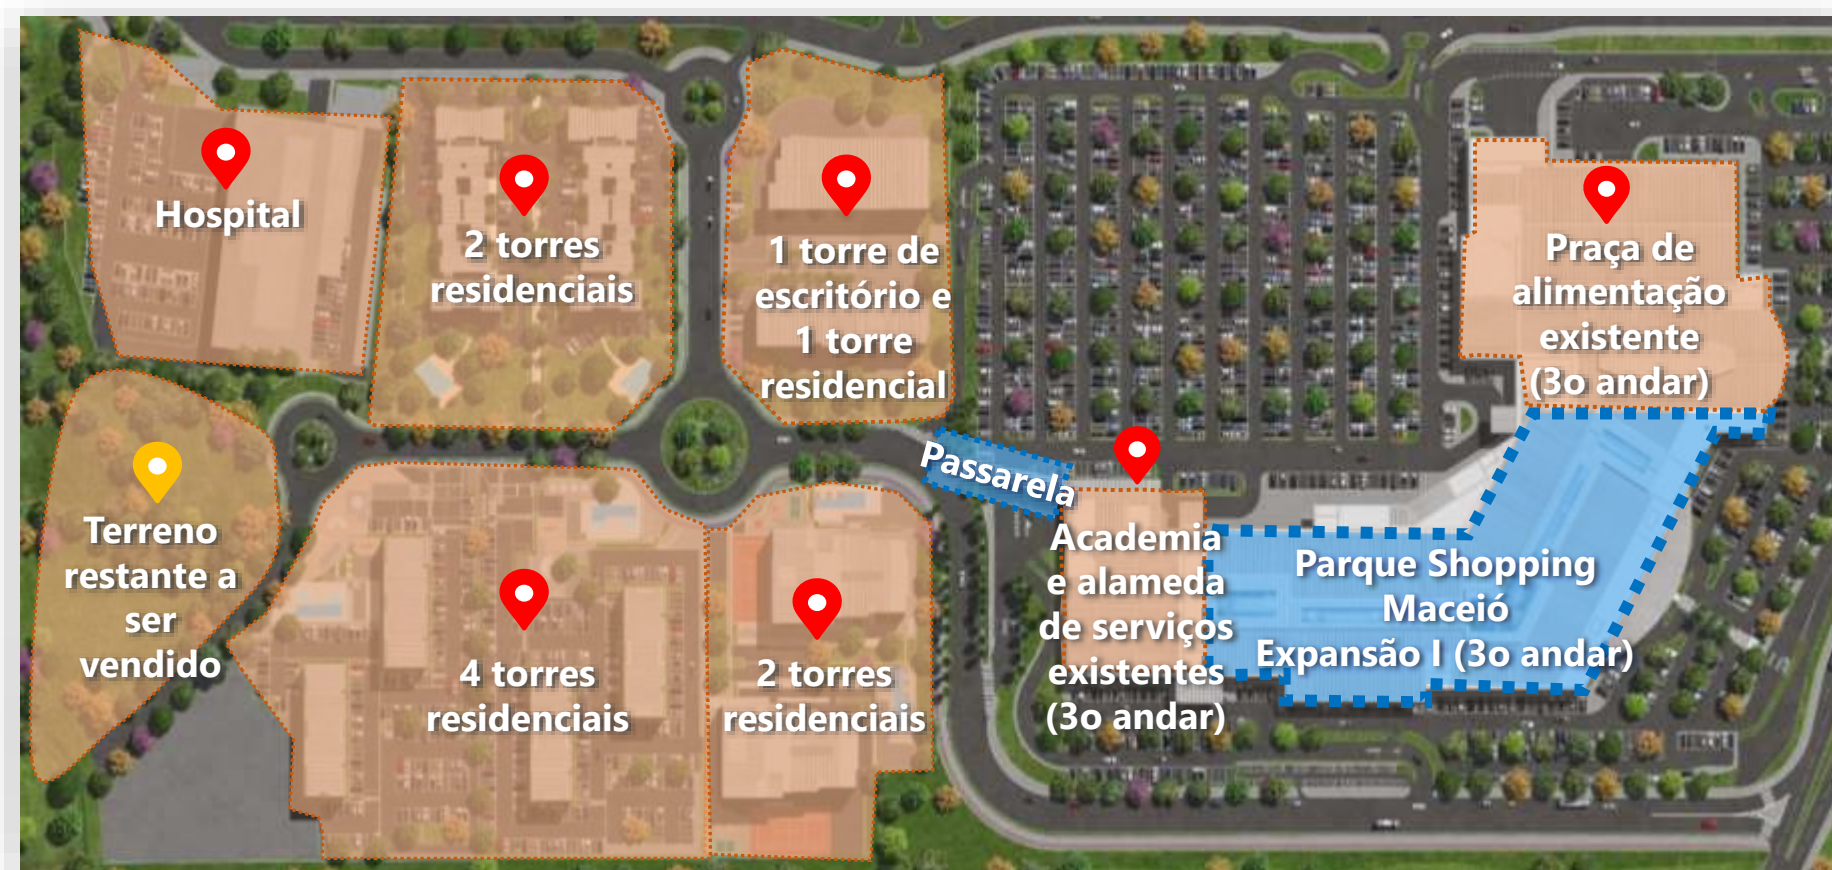 Hospital
2 torres
residenciais
1 torre de
escritório e
1 torre
residencial
Praça de
alimentação
existente
(3o andar)
Passarela
Terreno
restante a
ser
vendido
4 torres
residenciais
2 torres
residenciais
Academia
e alameda
de serviços
existentes
(3o andar)
Parque Shopping
Maceió
Expansão I (3o andar)